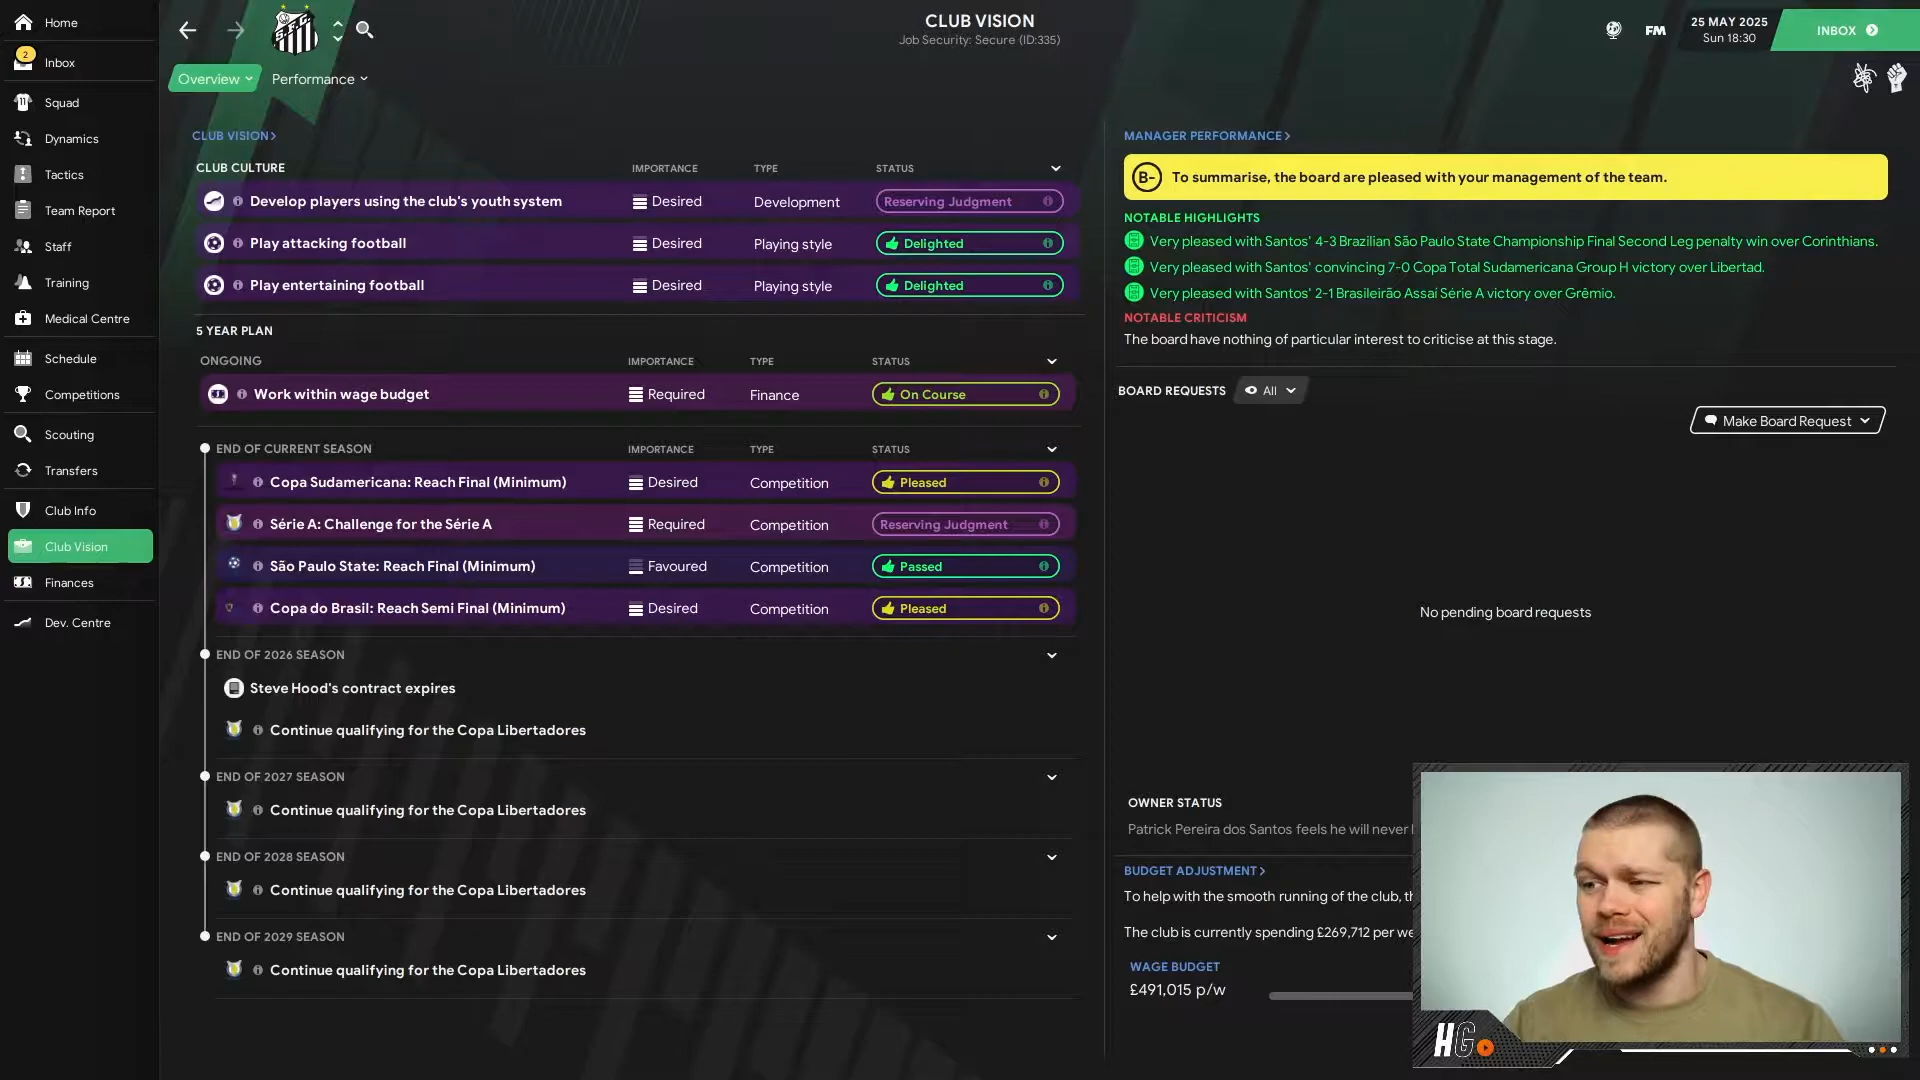 Home
2
Inbox
Squad
Dynamics
Tactics
Team Report
Staff
Training
Medical Centre
Schedule
Competitions
Scouting
Transfers
Club Info
Club Vision
Finances
Dev. Centre
CLUB VISION
Job Security: Secure (ID:335)
FM
25 MAY 2025
Sun 18:30
INBOX
Overview
Performance
CLUB VISION
CLUB CULTURE IMPORTANCE TYPE STATUS
Develop players using the club's youth system Desired Development Reserving Judgment
Play attacking football Desired Playing style Delighted
Play entertaining football Desired Playing style Delighted
5 YEAR PLAN
ONGOING IMPORTANCE TYPE STATUS
Work within wage budget Required Finance On Course
END OF CURRENT SEASON IMPORTANCE TYPE STATUS
Copa Sudamericana: Reach Final (Minimum) Desired Competition Pleased
Série A: Challenge for the Série A Required Competition Reserving Judgment
São Paulo State: Reach Final (Minimum) Favoured Competition Passed
Copa do Brasil: Reach Semi Final (Minimum) Desired Competition Pleased
END OF 2026 SEASON
Steve Hood's contract expires
Continue qualifying for the Copa Libertadores
END OF 2027 SEASON
Continue qualifying for the Copa Libertadores
END OF 2028 SEASON
Continue qualifying for the Copa Libertadores
END OF 2029 SEASON
Continue qualifying for the Copa Libertadores
MANAGER PERFORMANCE
B- To summarise, the board are pleased with your management of the team.
NOTABLE HIGHLIGHTS
Very pleased with Santos' 4-3 Brazilian São Paulo State Championship Final Second Leg penalty win over Corinthians.
Very pleased with Santos' convincing 7-0 Copa Total Sudamericana Group H victory over Libertad.
Very pleased with Santos' 2-1 Brasileirão Assaí Série A victory over Grêmio.
NOTABLE CRITICISM
The board have nothing of particular interest to criticise at this stage.
BOARD REQUESTS All
Make Board Request
No pending board requests
OWNER STATUS
Patrick Pereira dos Santos feels he will never
BUDGET ADJUSTMENT
To help with the smooth running of the club,
The club is currently spending £269,712 per
WAGE BUDGET
£491,015 p/w
HG